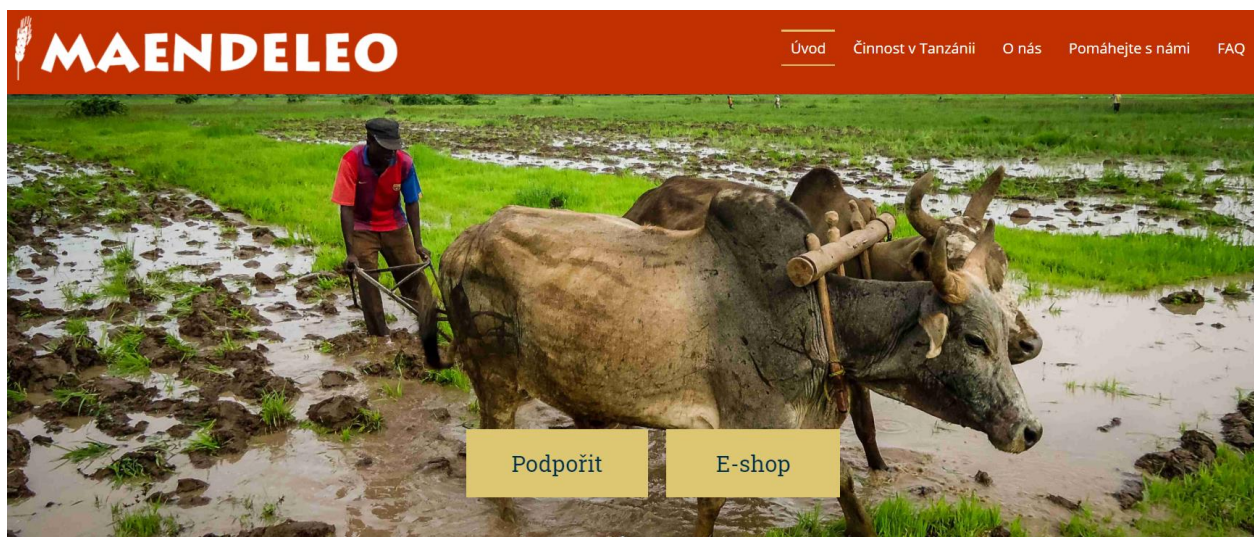 MAENDELEO
Úvod Činnost v Tanzánii O nás Pomáhejte s námi FAQ
Podpořit E-shop